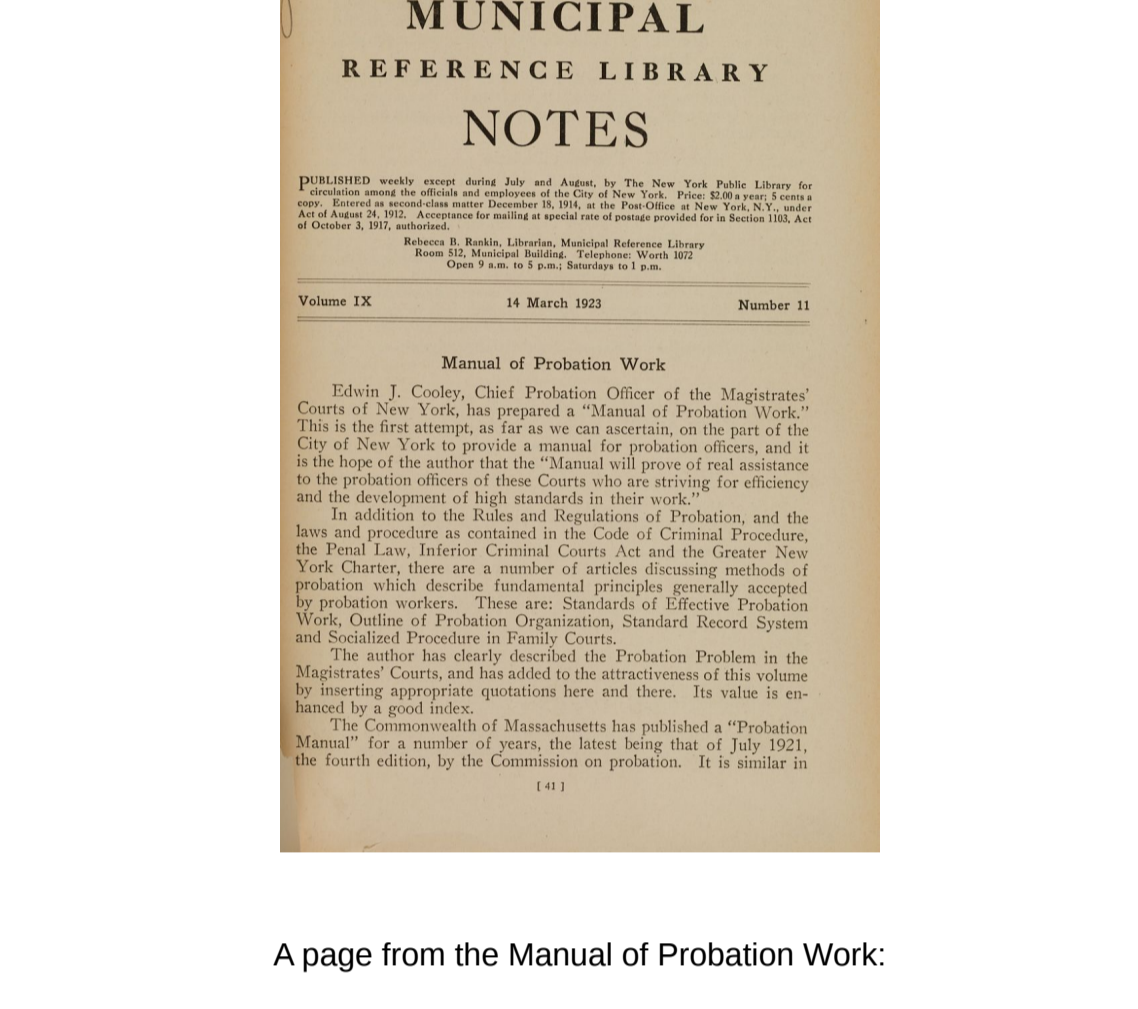 MUNICIPAL
REFERENCE LIBRARY
NOTES
PUBLISHED weekly except during July and August, by The New York Public Library for
circulation among the officials and employees of the City of New York. Price: $2.00 a year; 5 cents a
copy. Entered as second-class matter December 18, 1914, at the Post-Office at New York, N.Y., under
Act of August 24, 1912. Acceptance for mailing at special rate of postage provided for in Section 1103, Act
of October 3, 1917, authorized.
Rebecca B. Rankin, Librarian, Municipal Reference Library
Room 512, Municipal Building. Telephone: Worth 1072
Open 9 a.m. to 5 p.m.; Saturdays to 1 p.m.
Volume IX 14 March 1923 Number 11
Manual of Probation Work
Edwin J. Cooley, Chief Probation Officer of the Magistrates’
Courts of New York, has prepared a “Manual of Probation Work.”
This is the first attempt, as far as we can ascertain, on the part of the
City of New York to provide a manual for probation officers, and it
is the hope of the author that the “Manual will prove of real assistance
to the probation officers of these Courts who are striving for efficiency
and the development of high standards in their work.”
In addition to the Rules and Regulations of Probation, and the
laws and procedure as contained in the Code of Criminal Procedure,
the Penal Law, Inferior Criminal Courts Act and the Greater New
York Charter, there are a number of articles discussing methods of
probation which describe fundamental principles generally accepted
by probation workers. These are: Standards of Effective Probation
Work, Outline of Probation Organization, Standard Record System
and Socialized Procedure in Family Courts.
The author has clearly described the Probation Problem in the
Magistrates’ Courts, and has added to the attractiveness of this volume
by inserting appropriate quotations here and there. Its value is en-
hanced by a good index.
The Commonwealth of Massachusetts has published a “Probation
Manual” for a number of years, the latest being that of July 1921,
the fourth edition, by the Commission on probation. It is similar in
[ 41 ]
A page from the Manual of Probation Work: